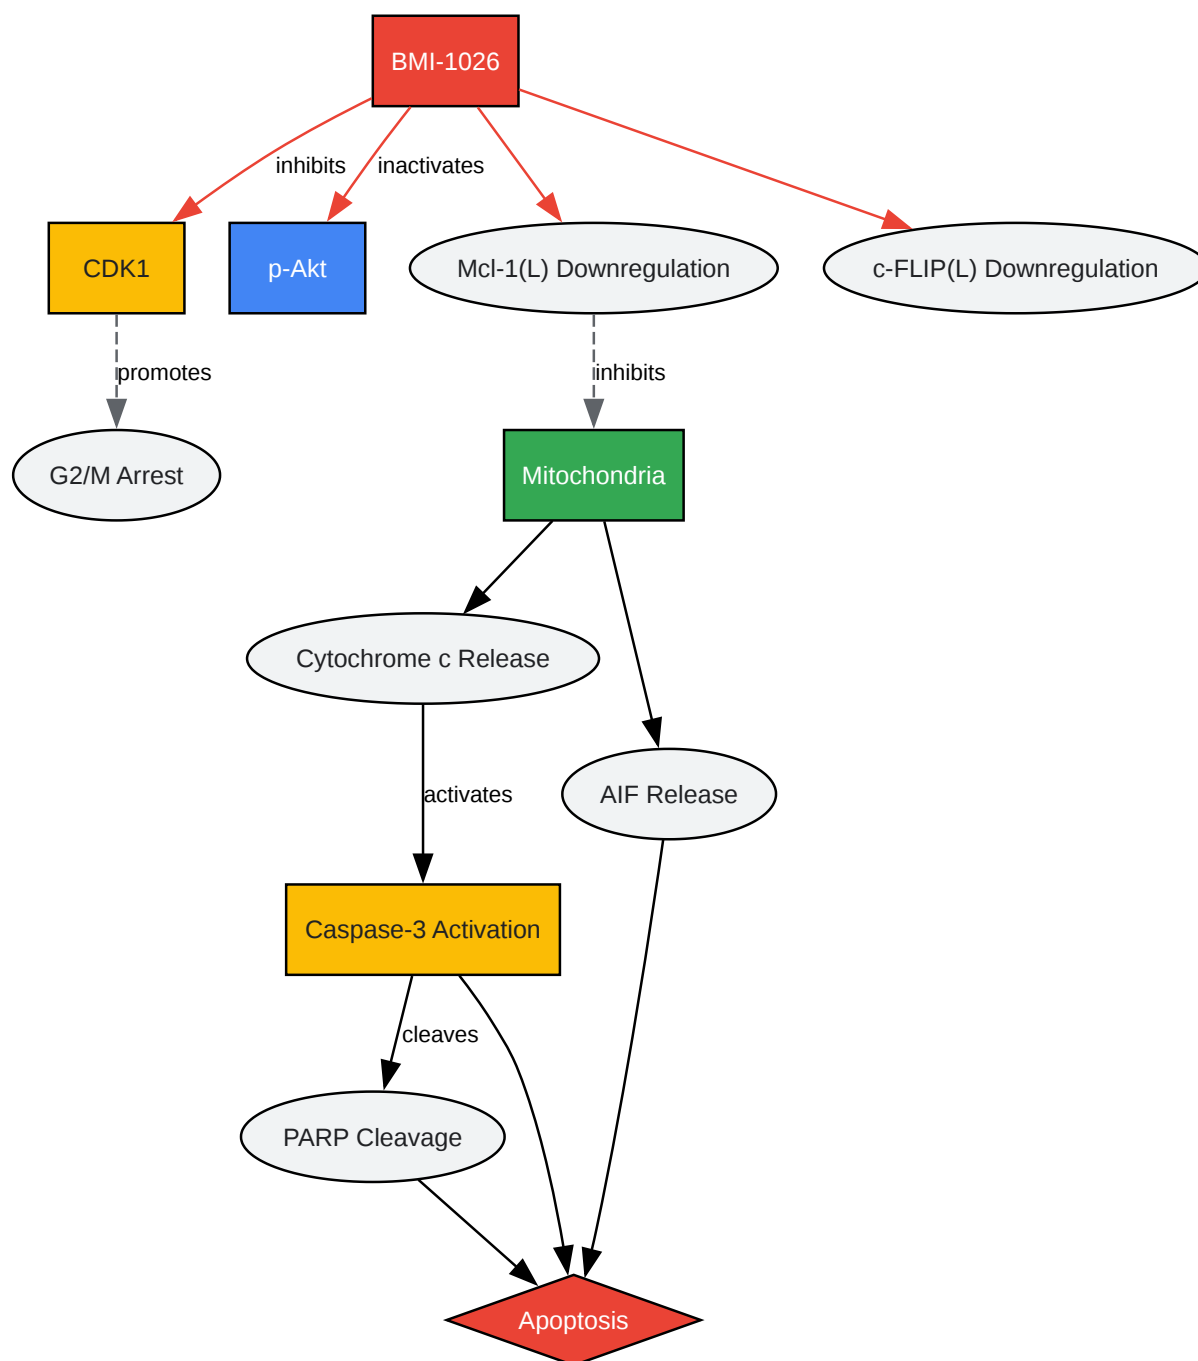 BMI-1026
inhibits
inactivates
CDK1
p-Akt
Mcl-1(L) Downregulation
c-FLIP(L) Downregulation
promotes
inhibits
G2/M Arrest
Mitochondria
Cytochrome c Release
activates
AIF Release
Caspase-3 Activation
cleaves
PARP Cleavage
Apoptosis